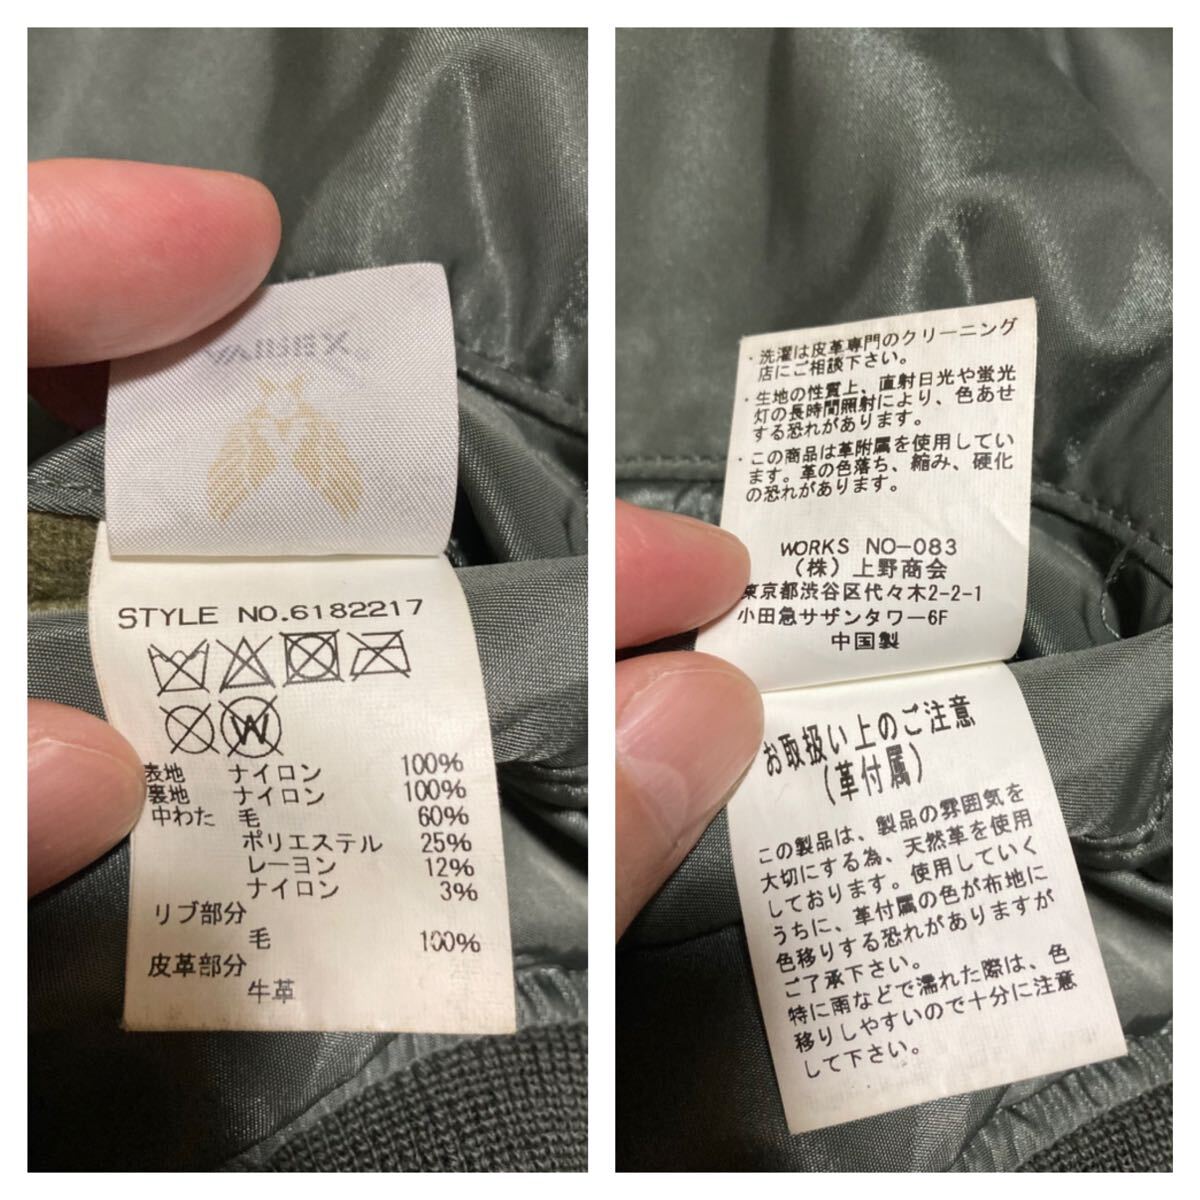 AVIREX
STYLE NO.6182217
W
表地 ナイロン 100%
裏地 ナイロン 100%
中わた 毛 60%
ポリエステル 25%
レーヨン 12%
ナイロン 3%
リブ部分
毛 100%
皮革部分
牛革
・洗濯は皮革専門のクリーニング
店にご相談下さい。
・生地の性質上、直射日光や蛍光
灯の長時間照射により、色あせ
する恐れがあります。
・この商品は革附属を使用してい
ます。革の色落ち、縮み、硬化
の恐れがあります。
WORKS NO-083
(株)上野商会
東京都渋谷区代々木2-2-1
小田急サザンタワー6F
中国製
お取扱い上のご注意
(革付属)
この製品は、製品の雰囲気を
大切にする為、天然革を使用
しております。使用していく
うちに、革付属の色が布地に
色移りする恐れがありますが
ご了承下さい。
特に雨などで濡れた際は、色
移りしやすいので十分に注意
して下さい。